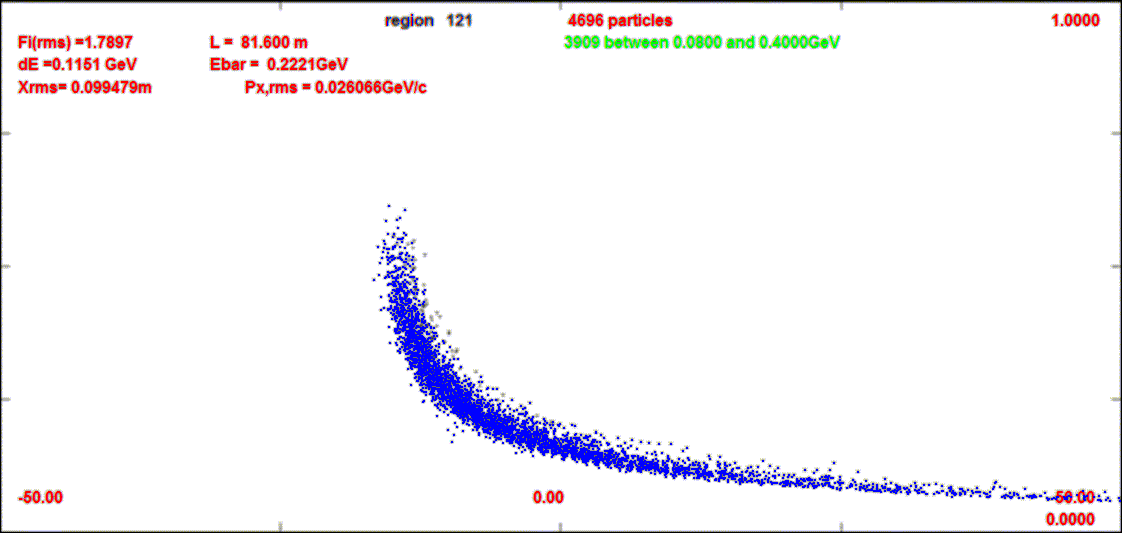 region 121 4696 particles 1.0000
Fi(rms) =1.7897 L = 81.600 m 3909 between 0.0800 and 0.4000GeV
dE =0.1151 GeV Ebar = 0.2221GeV
Xrms= 0.099479m Px,rms = 0.026066GeV/c
-50.00 0.00 50.00
0.0000